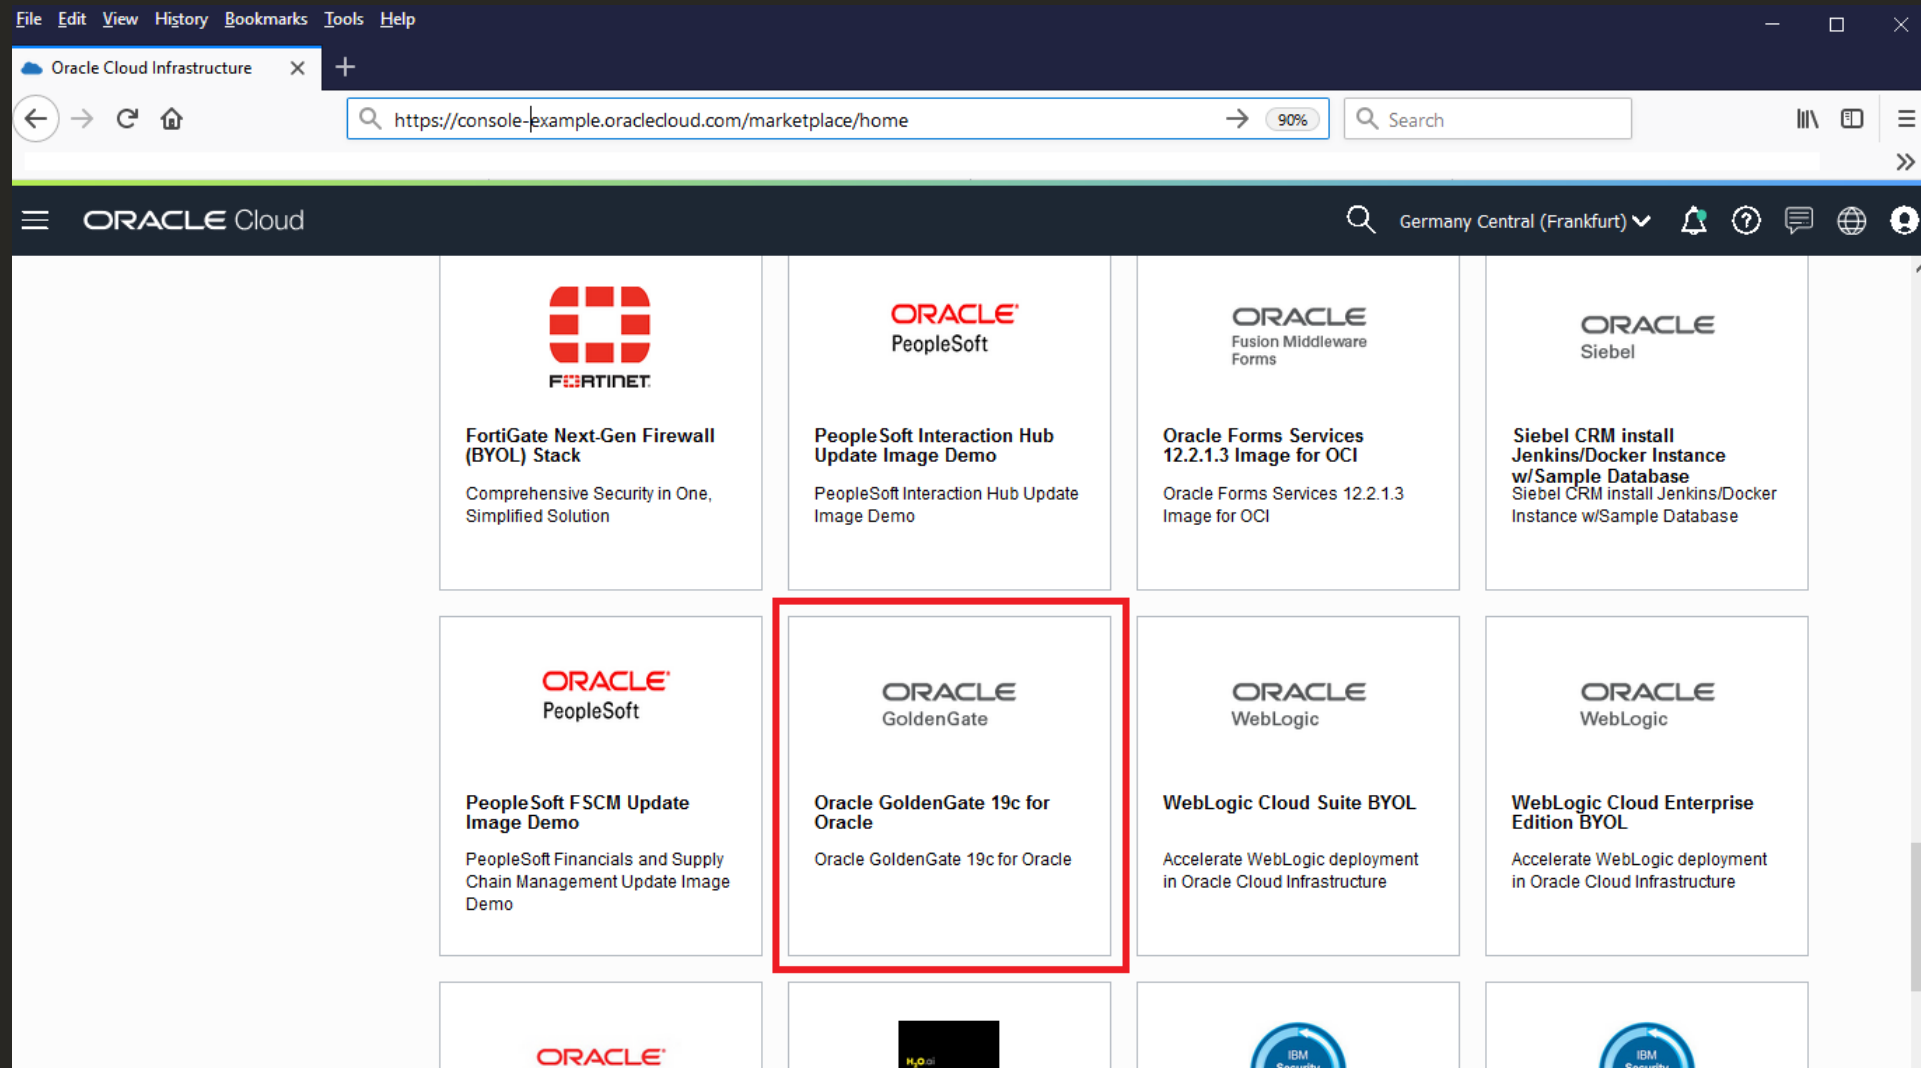 File Edit View History Bookmarks Tools Help
Oracle Cloud Infrastructure
https://console-example.oraclecloud.com/marketplace/home
90%
Search
ORACLE Cloud
Germany Central (Frankfurt)
FORTINET
ORACLE
PeopleSoft
ORACLE
Fusion Middleware
Forms
ORACLE
Siebel
FortiGate Next-Gen Firewall
(BYOL) Stack
Comprehensive Security in One,
Simplified Solution
PeopleSoft Interaction Hub
Update Image Demo
PeopleSoft Interaction Hub Update
Image Demo
Oracle Forms Services
12.2.1.3 Image for OCI
Oracle Forms Services 12.2.1.3
Image for OCI
Siebel CRM install
Jenkins/Docker Instance
w/Sample Database
Siebel CRM install Jenkins/Docker
Instance w/Sample Database
ORACLE
PeopleSoft
ORACLE
GoldenGate
ORACLE
WebLogic
ORACLE
WebLogic
PeopleSoft FSCM Update
Image Demo
PeopleSoft Financials and Supply
Chain Management Update Image
Demo
Oracle GoldenGate 19c for
Oracle
Oracle GoldenGate 19c for Oracle
WebLogic Cloud Suite BYOL
Accelerate WebLogic deployment
in Oracle Cloud Infrastructure
WebLogic Cloud Enterprise
Edition BYOL
Accelerate WebLogic deployment
in Oracle Cloud Infrastructure
ORACLE
H2O.ai
IBM
Security
IBM
Security